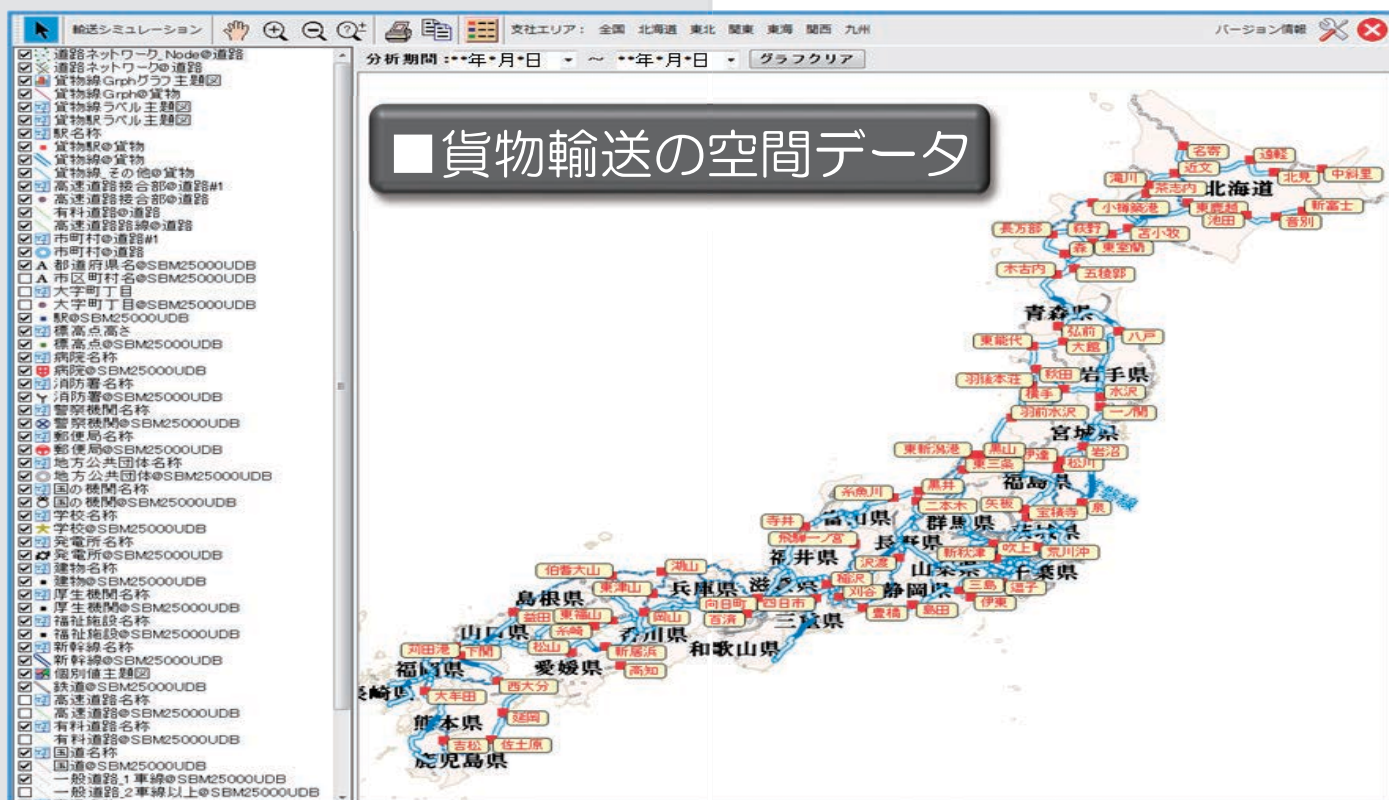 輸送シミュレーション 支社エリア： 全国 北海道 東北 関東 東海 関西 九州 バージョン情報
分析期間：**年*月*日 ～ **年*月*日 グラフクリア
■貨物輸送の空間データ
道路ネットワーク_Node@道路
道路ネットワーク@道路
貨物線Grphグラフ主題図
貨物線Grph@貨物
貨物線ラベル主題図
貨物駅ラベル主題図
駅名称
貨物駅@貨物
貨物線@貨物
貨物線_その他@貨物
高速道路接合部@道路#1
高速道路接合部@道路
有料道路@道路
高速道路路線@道路
市町村@道路#1
市町村@道路
都道府県名@SBM25000UDB
市区町村名@SBM25000UDB
大字町丁目
大字町丁目@SBM25000UDB
駅@SBM25000UDB
標高点高さ
標高点@SBM25000UDB
病院名称
病院@SBM25000UDB
消防署名称
消防署@SBM25000UDB
警察機関名称
警察機関@SBM25000UDB
郵便局名称
郵便局@SBM25000UDB
地方公共団体名称
地方公共団体@SBM25000UDB
国の機関名称
国の機関@SBM25000UDB
学校名称
学校@SBM25000UDB
発電所名称
発電所@SBM25000UDB
建物名称
建物@SBM25000UDB
厚生機関名称
厚生機関@SBM25000UDB
福祉施設名称
福祉施設@SBM25000UDB
新幹線名称
新幹線@SBM25000UDB
個別値主題図
鉄道@SBM25000UDB
高速道路名称
高速道路@SBM25000UDB
有料道路名称
有料道路@SBM25000UDB
国道名称
国道@SBM25000UDB
一般道路_1車線@SBM25000UDB
一般道路_2車線以上@SBM25000UDB
名寄 遠軽
近文 北見 中斜里
滝川 茶志内 北海道
小樽築港 東鹿越 新富士
池田 音別
長万部 萩野 苫小牧
森 東室蘭
木古内 五稜郭
青森県
弘前 八戸
東能代 大館
羽後本荘 秋田 岩手県
横手 水沢
羽前水沢 一ノ関
宮城県
東新潟港 黒山 伊達 岩沼
東三条 松川
福島県
糸魚川 黒井
二本木 矢板 宝積寺 泉
寺井 富山県 群馬県 茨城県
飛騨一ノ宮 長野県 新秋津 吹上 荒川沖
福井県 沢渡 山梨県 千葉県
伯耆大山 湖山
東津山 兵庫県 滋賀県 稲沢 静岡県 三島 逗子
島根県 向日町 四日市 刈谷 伊東
益田 東福山 岡山 百済 豊橋 島田
山口県 糸崎 香川県 三重県
刈田港 下関 松山 新居浜 和歌山県
福岡県 愛媛県 高知
長崎県 大牟田 西大分
熊本県 延岡
吉松 佐土原
鹿児島県